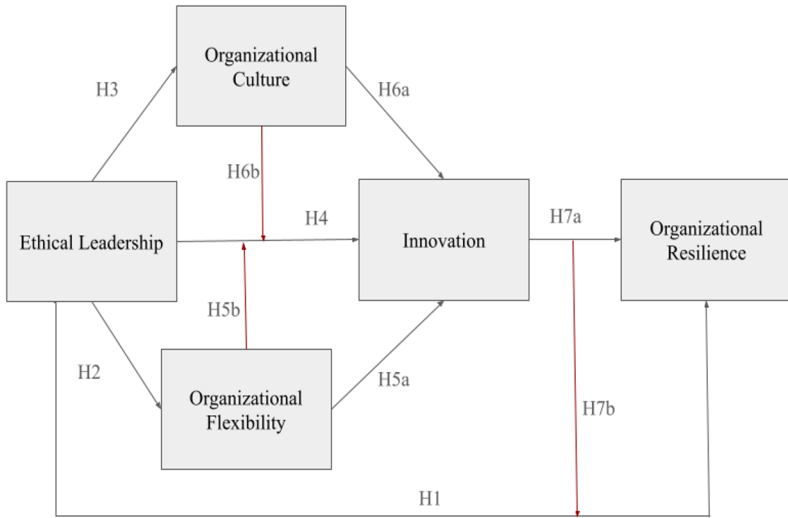 Organizational
Culture
H3
H6a
H6b
H4
H7a
Ethical Leadership
Innovation
Organizational
Resilience
H5b
H2
Organizational
Flexibility
H5a
H7b
H1